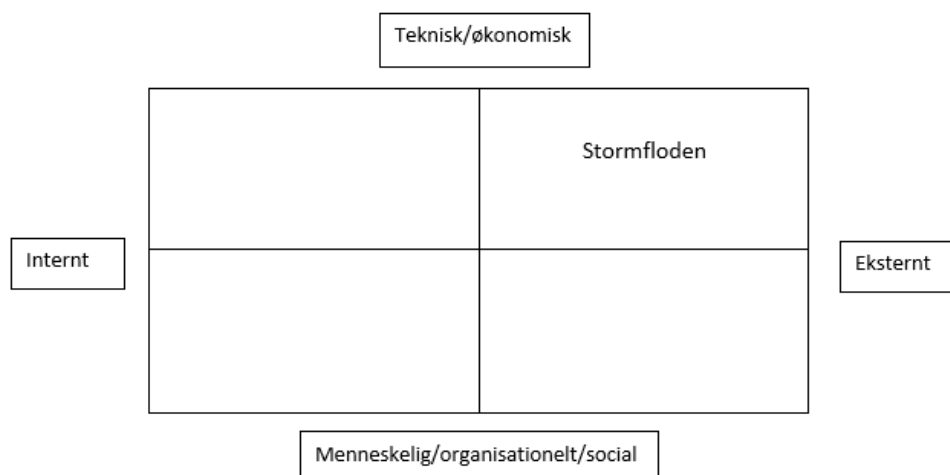 Teknisk/økonomisk
Stormfloden
Internt
Eksternt
Menneskelig/organisationelt/social